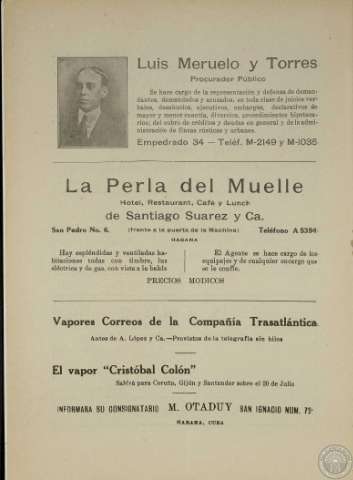 Luis Meruelo y Torres
Procurador Público
Se hace cargo de la representación y defensa de deman-
dantes, demandados y acusados, en toda clase de juicios ver-
bales, desahucios, ejecutivos, embargos, declarativos de
mayor y menor cuantía, divorcios, procedimientos hipoteca-
rios; del cobro de créditos y deudas en general y de la admi-
nistración de fincas rústicas y urbanas.
Empedrado 34 — Teléf. M-2149 y M-1035
La Perla del Muelle
Hotel, Restaurant, Café y Lunch
de Santiago Suarez y Ca.
San Pedro No. 6. (frente a la puerta de la Machina) Teléfono A 5394
HABANA
Hay espléndidas y ventiladas ha-
bitaciones todas con timbre, luz
eléctrica y de gas, con vista a la bahía
El Agente se hace cargo de los
equipajes y de cualquier encargo que
se le confíe.
PRECIOS MODICOS
Vapores Correos de la Compañía Trasatlántica
Antes de A. López y Ca.—Provistos de la telegrafía sin hilos
El vapor "Cristóbal Colón"
Saldrá para Coruña, Gijón y Santander sobre el 20 de Julio
INFORMARA SU CONSIGNATARIO M. OTADUY SAN IGNACIO NUM. 72
HABANA, CUBA